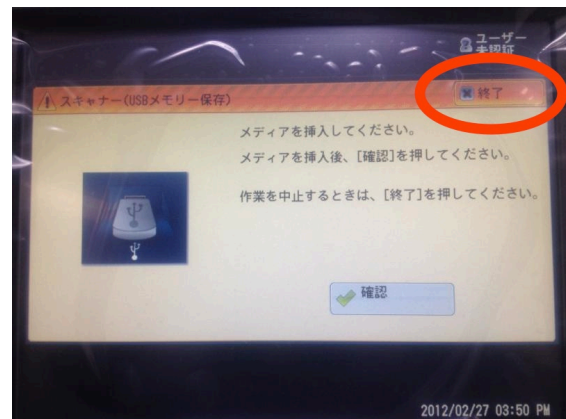 ユーザー
未認証
スキャナー(USBメモリー保存)
終了
メディアを挿入してください。
メディアを挿入後、[確認]を押してください。
作業を中止するときは、[終了]を押してください。
確認
2012/02/27 03:50 PM